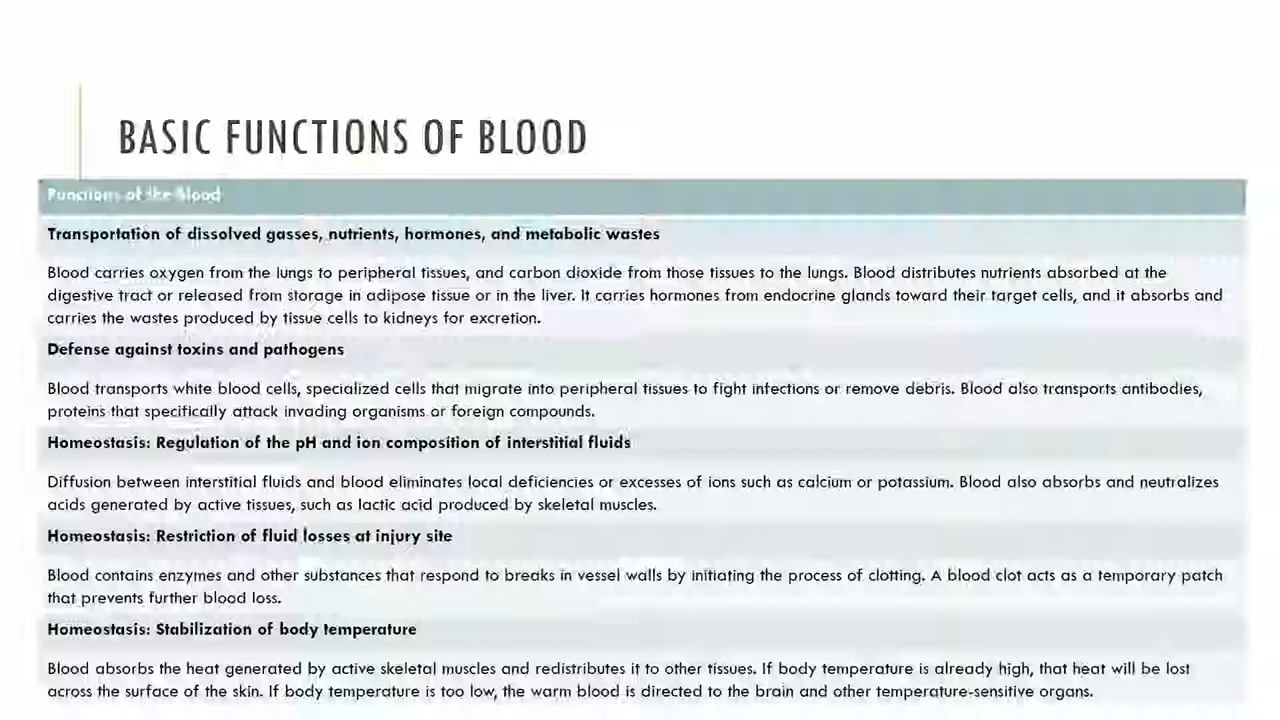 BASIC FUNCTIONS OF BLOOD
Functions of the Blood
Transportation of dissolved gasses, nutrients, hormones, and metabolic wastes
Blood carries oxygen from the lungs to peripheral tissues, and carbon dioxide from those tissues to the lungs. Blood distributes nutrients absorbed at the
digestive tract or released from storage in adipose tissue or in the liver. It carries hormones from endocrine glands toward their target cells, and it absorbs and
carries the wastes produced by tissue cells to kidneys for excretion.
Defense against toxins and pathogens
Blood transports white blood cells, specialized cells that migrate into peripheral tissues to fight infections or remove debris. Blood also transports antibodies,
proteins that specifically attack invading organisms or foreign compounds.
Homeostasis: Regulation of the pH and ion composition of interstitial fluids
Diffusion between interstitial fluids and blood eliminates local deficiencies or excesses of ions such as calcium or potassium. Blood also absorbs and neutralizes
acids generated by active tissues, such as lactic acid produced by skeletal muscles.
Homeostasis: Restriction of fluid losses at injury site
Blood contains enzymes and other substances that respond to breaks in vessel walls by initiating the process of clotting. A blood clot acts as a temporary patch
that prevents further blood loss.
Homeostasis: Stabilization of body temperature
Blood absorbs the heat generated by active skeletal muscles and redistributes it to other tissues. If body temperature is already high, that heat will be lost
across the surface of the skin. If body temperature is too low, the warm blood is directed to the brain and other temperature-sensitive organs.